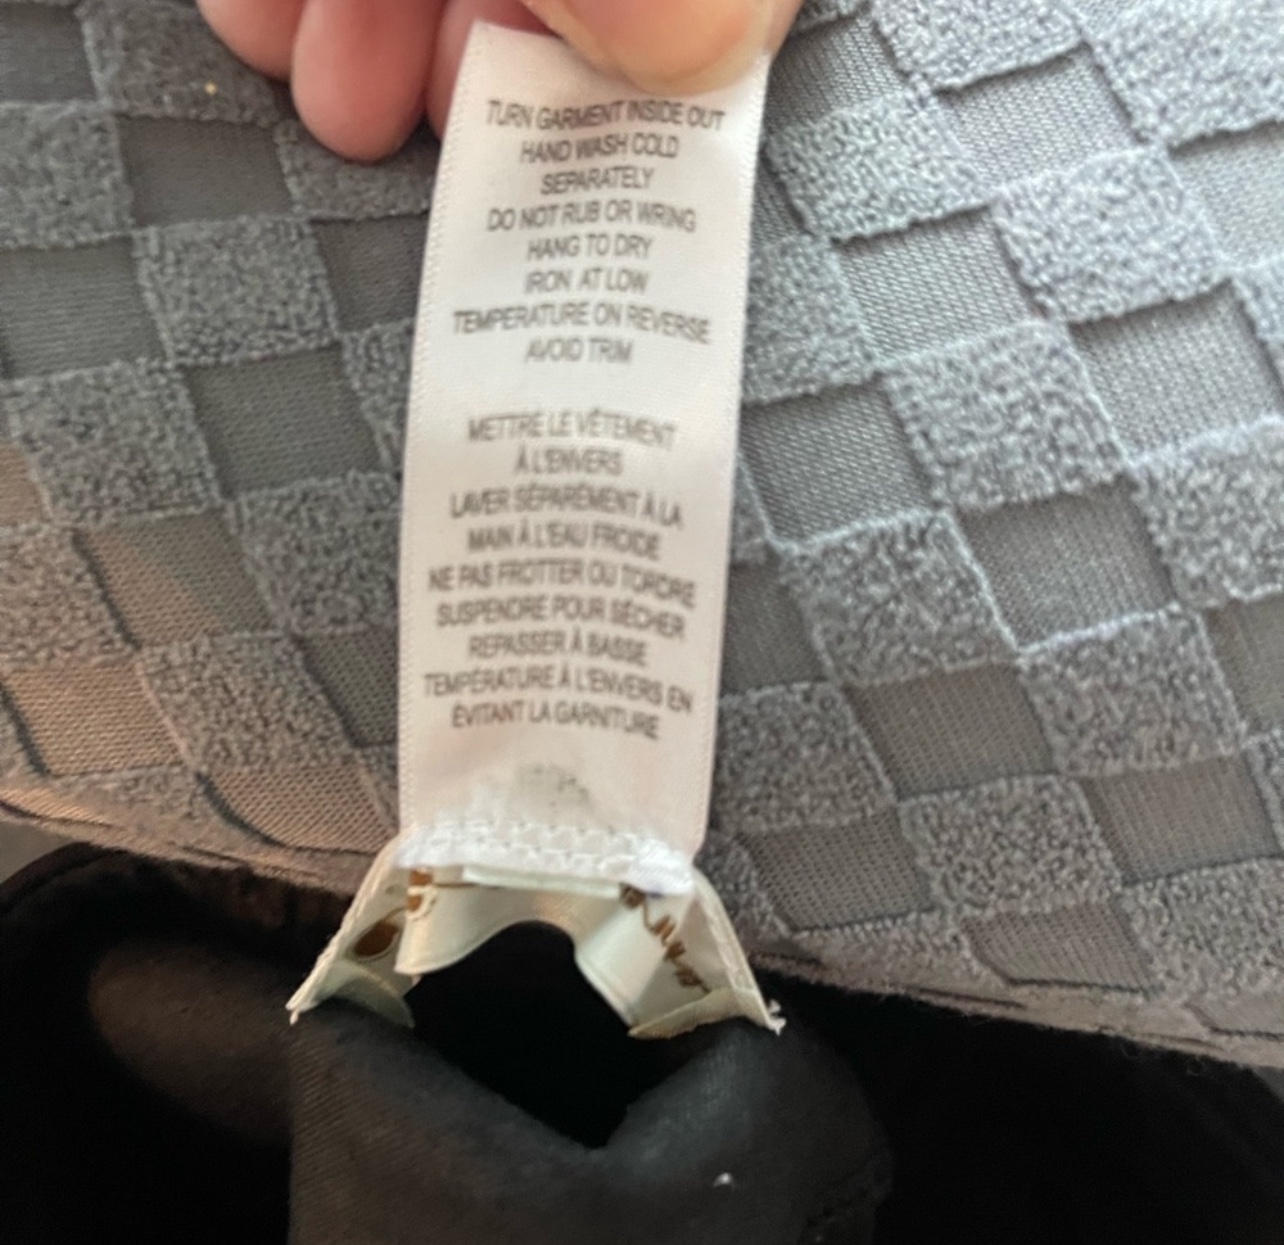 TURN GARMENT INSIDE OUT
HAND WASH COLD
SEPARATELY
DO NOT RUB OR WRING
HANG TO DRY
IRON AT LOW
TEMPERATURE ON REVERSE
AVOID TRIM
METTRE LE VÊTEMENT
À L'ENVERS
LAVER SÉPARÉMENT À LA
MAIN À L'EAU FROIDE
NE PAS FROTTER OU TORDRE
SUSPENDRE POUR SÉCHER
REPASSER À BASSE
TEMPÉRATURE À L'ENVERS EN
ÉVITANT LA GARNITURE